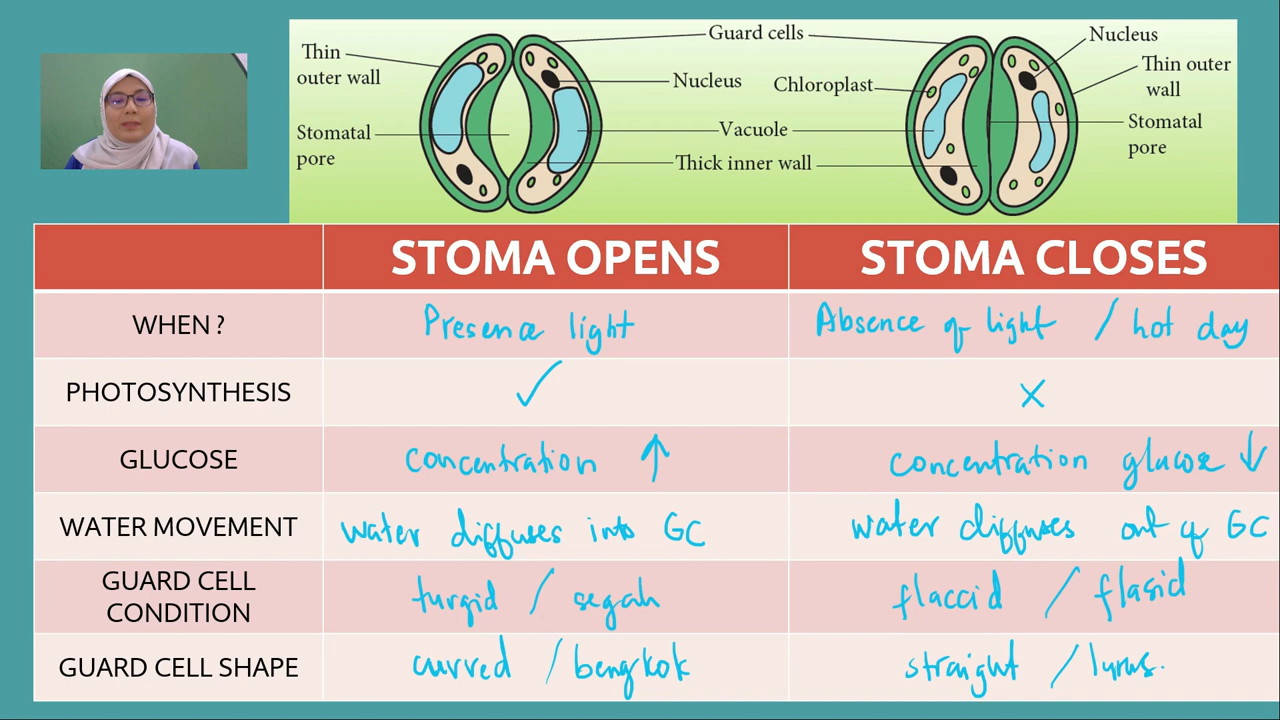 Thin
outer wall
Stomatal
pore
Guard cells
Nucleus
Vacuole
Thick inner wall
Chloroplast
Nucleus
Thin outer
wall
Stomatal
pore
STOMA OPENS STOMA CLOSES
WHEN ? Presence light Absence of light / hot day
PHOTOSYNTHESIS ✓ ×
GLUCOSE concentration ↑ concentration glucose ↓
WATER MOVEMENT water diffuses into GC water diffuses out of GC
GUARD CELL
CONDITION turgid / segah flaccid / flasid
GUARD CELL SHAPE curved / bengkok straight / lurus.